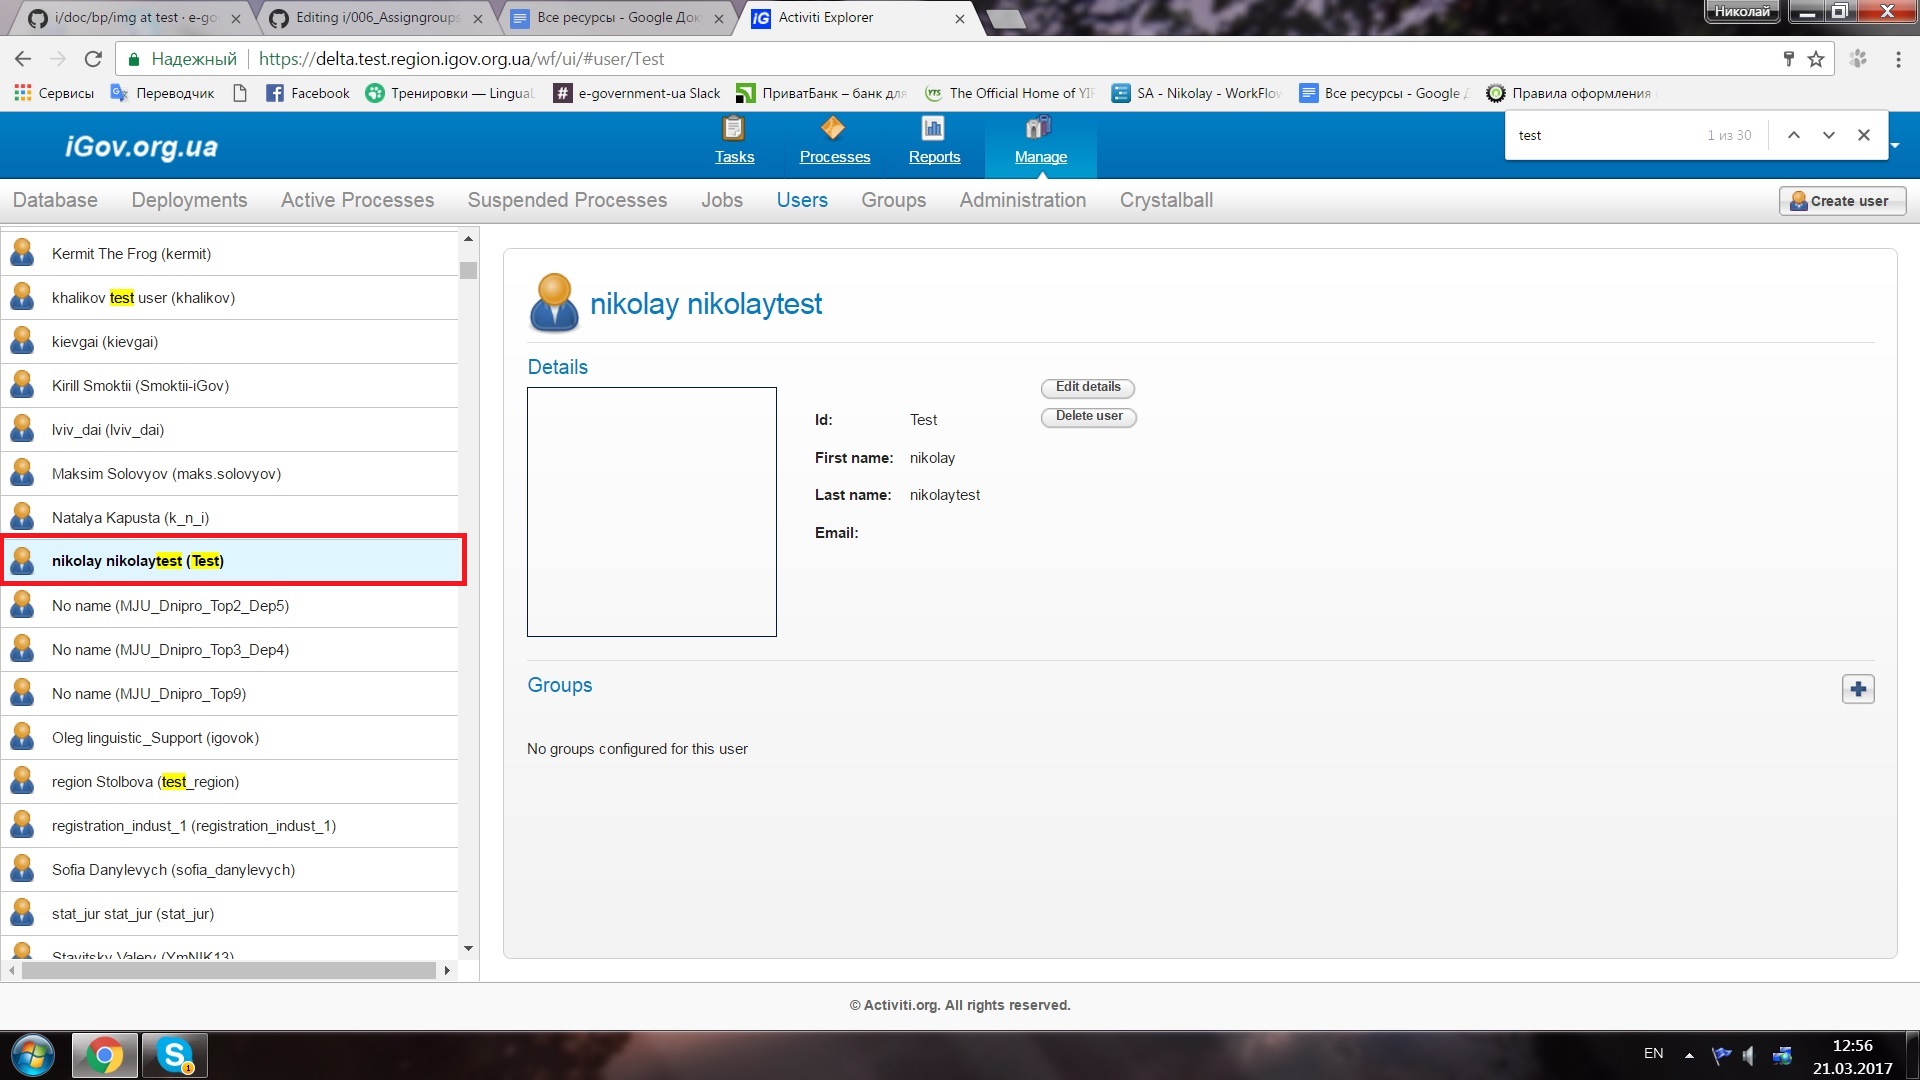 i/doc/bp/img at test · e-go
Editing i/006_Assigngroups
Все ресурсы - Google Док
Activiti Explorer
Николай
Надежный
https://delta.test.region.igov.org.ua/wf/ui/#user/Test
Сервисы
Переводчик
Facebook
Тренировки — Lingual
e-government-ua Slack
ПриватБанк – банк для
The Official Home of YIF
SA - Nikolay - WorkFlow
Все ресурсы - Google Д
Правила оформления
iGov.org.ua
Tasks
Processes
Reports
Manage
test
1 из 30
Database
Deployments
Active Processes
Suspended Processes
Jobs
Users
Groups
Administration
Crystalball
Create user
Kermit The Frog (kermit)
khalikov test user (khalikov)
kievgai (kievgai)
Kirill Smoktii (Smoktii-iGov)
lviv_dai (lviv_dai)
Maksim Solovyov (maks.solovyov)
Natalya Kapusta (k_n_i)
nikolay nikolaytest (Test)
No name (MJU_Dnipro_Top2_Dep5)
No name (MJU_Dnipro_Top3_Dep4)
No name (MJU_Dnipro_Top9)
Oleg linguistic_Support (igovok)
region Stolbova (test_region)
registration_indust_1 (registration_indust_1)
Sofia Danylevych (sofia_danylevych)
stat_jur stat_jur (stat_jur)
Stavitsky Valery (YmNIK13)
nikolay nikolaytest
Details
Edit details
Delete user
Id: Test
First name: nikolay
Last name: nikolaytest
Email:
Groups
No groups configured for this user
© Activiti.org. All rights reserved.
EN
12:56
21.03.2017